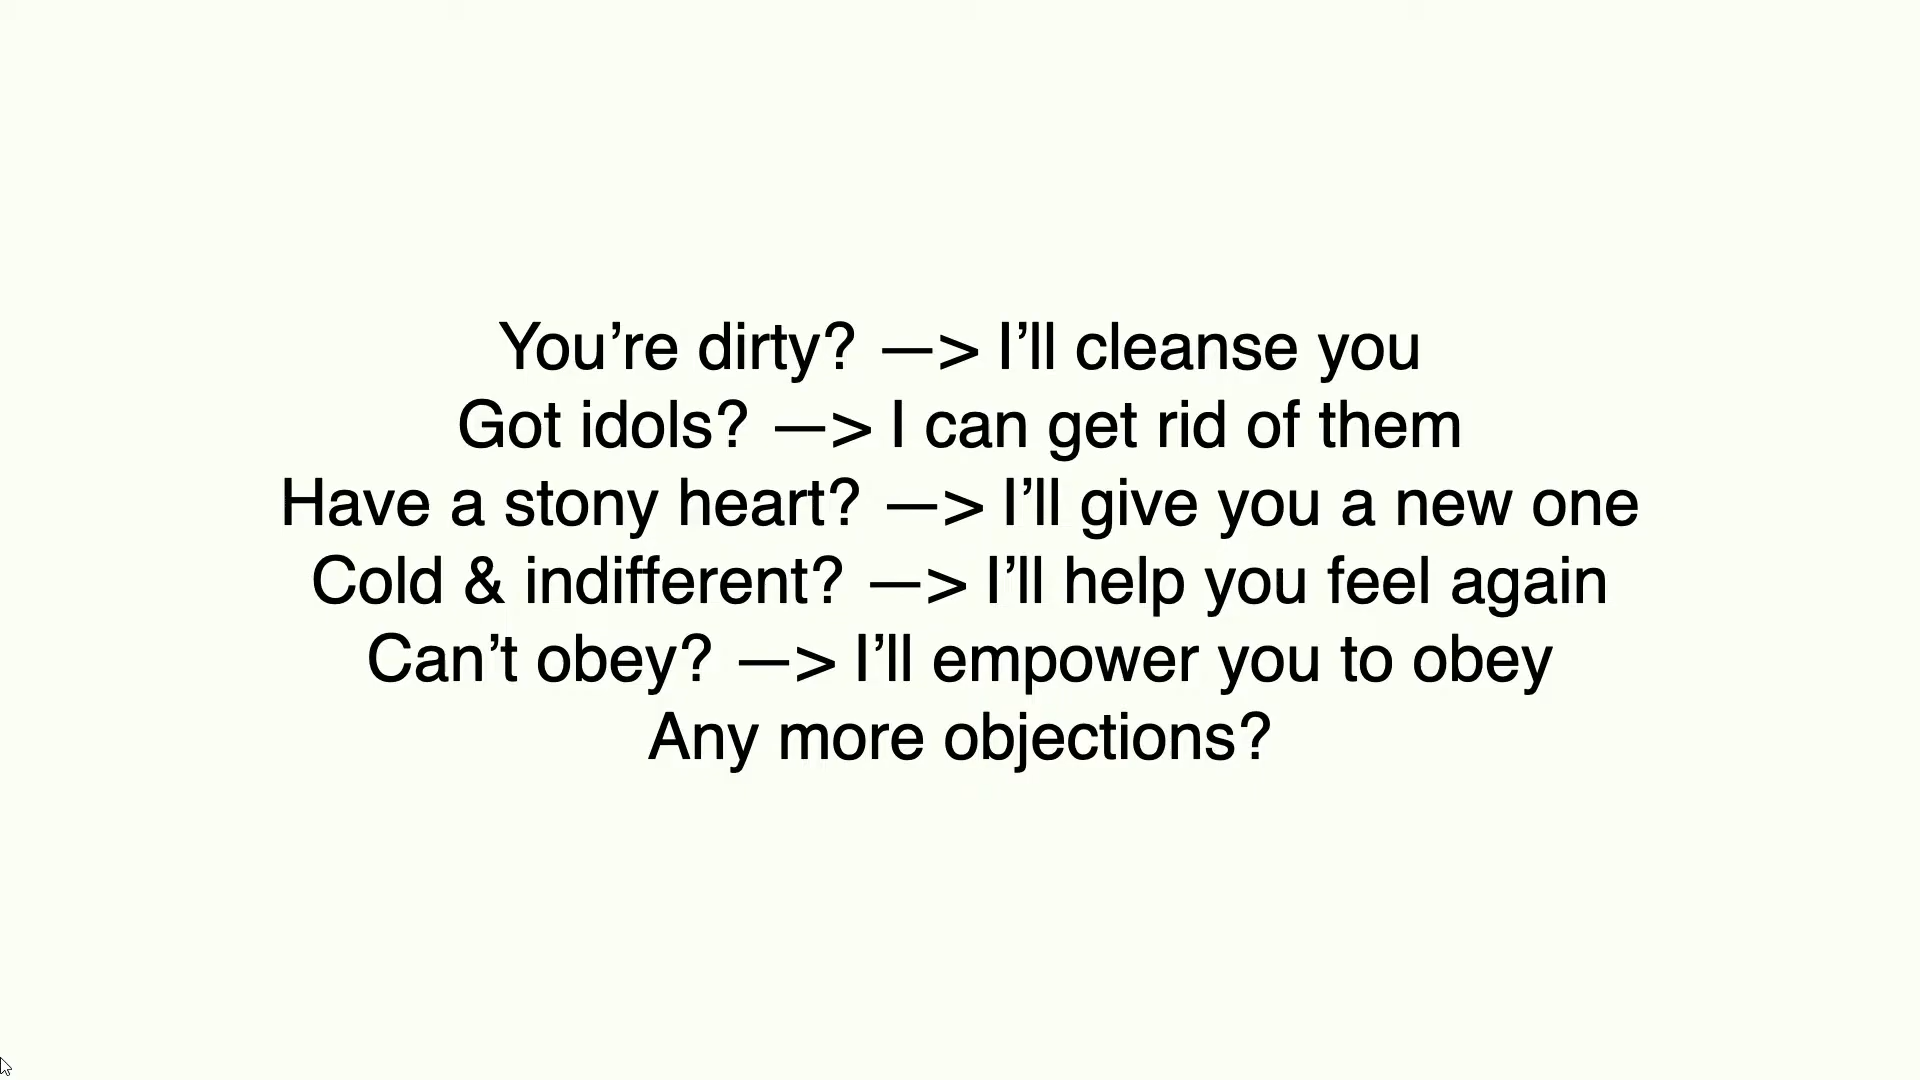 You’re dirty? —> I’ll cleanse you
Got idols? —> I can get rid of them
Have a stony heart? —> I’ll give you a new one
Cold & indifferent? —> I’ll help you feel again
Can’t obey? —> I’ll empower you to obey
Any more objections?